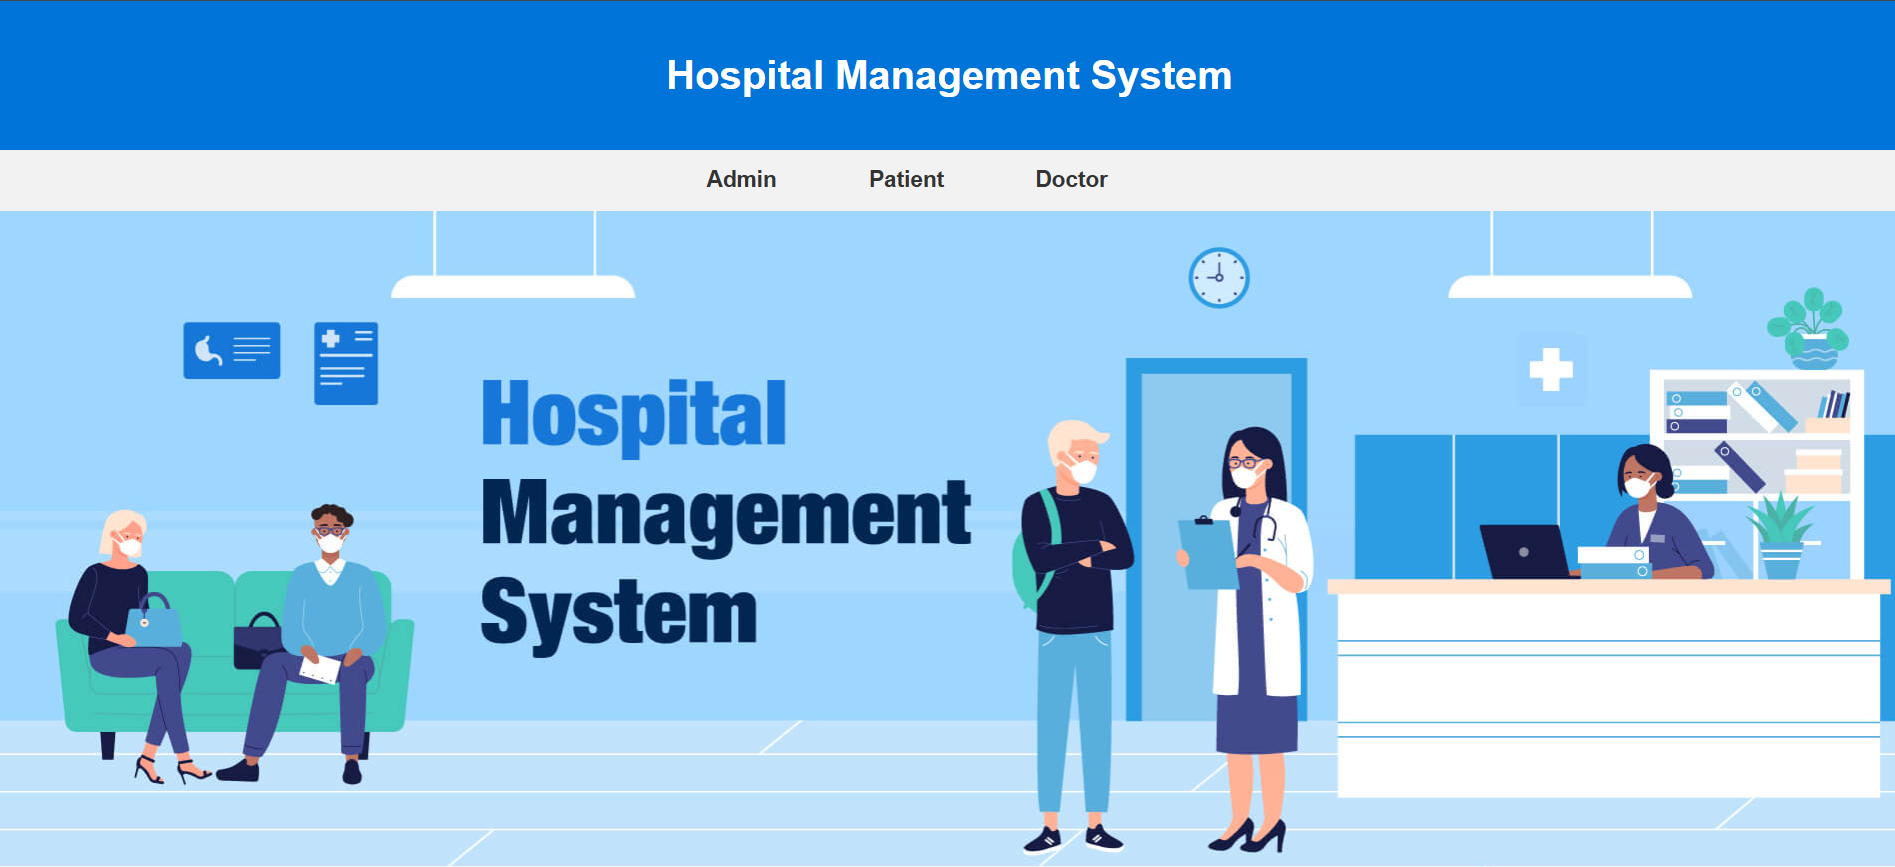 Hospital Management System
Admin Patient Doctor
Hospital
Management
System